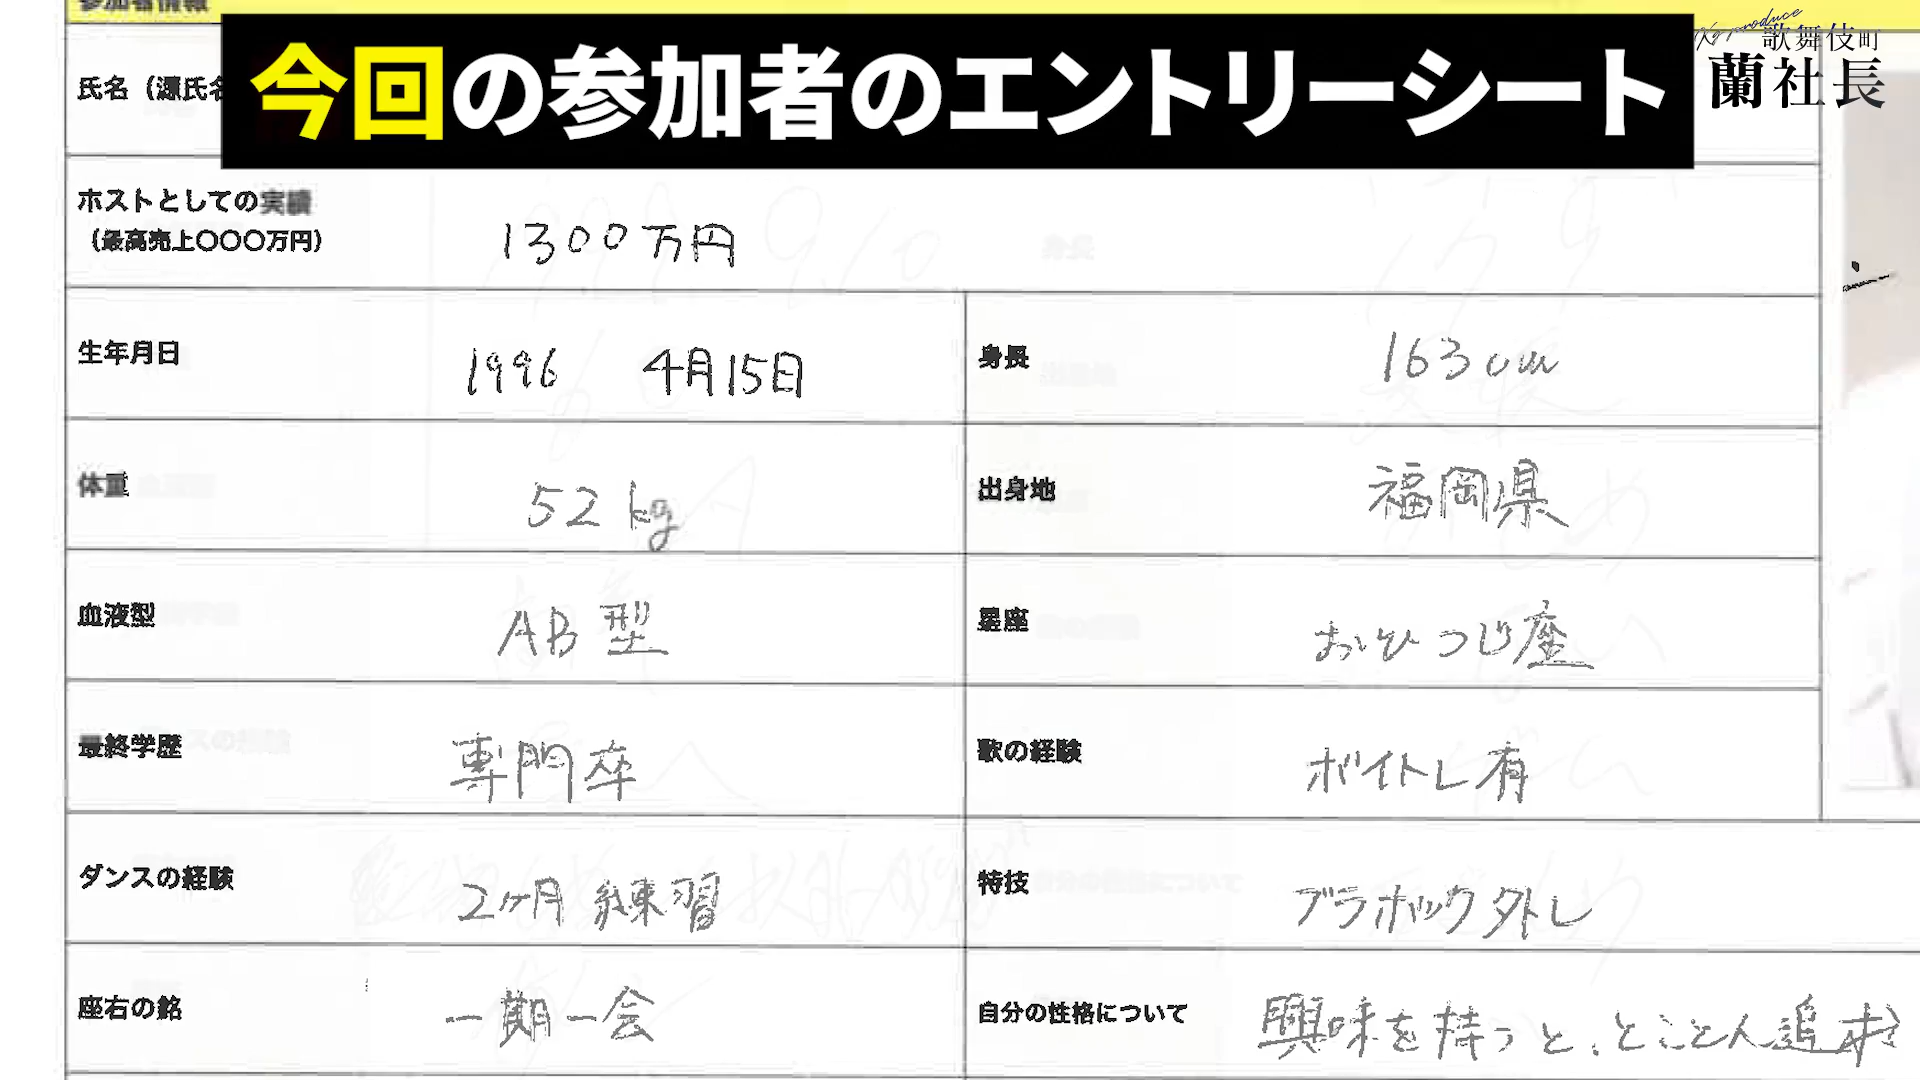 参加者情報
今回の参加者のエントリーシート
produce
歌舞伎町
蘭社長
氏名（源氏名
ホストとしての実績
（最高売上〇〇〇万円）
1300万円
生年月日
1996 4月15日
身長
163cm
体重
52kg
出身地
福岡県
血液型
AB型
星座
おひつじ座
最終学歴
専門卒
歌の経験
ボイトレ有
ダンスの経験
2ヶ月練習
特技
ブラホック外し
座右の銘
一期一会
自分の性格について
興味を持つと、とことん追求